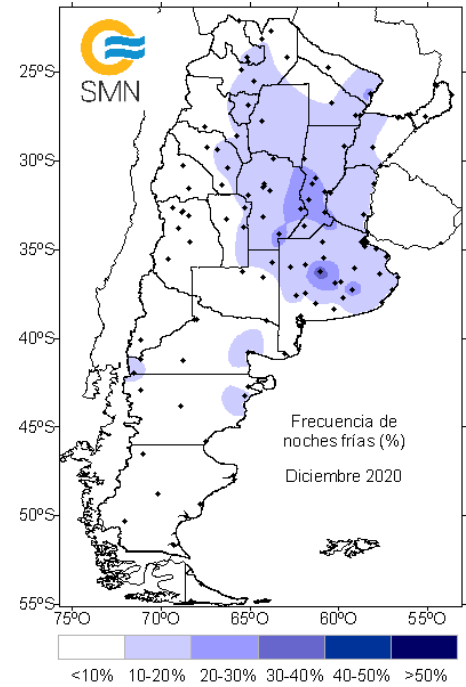 SMN
25ºS
30ºS
35ºS
40ºS
45ºS
50ºS
55ºS
Frecuencia de
noches frías (%)
Diciembre 2020
75ºO 70ºO 65ºO 60ºO 55ºO
<10% 10-20% 20-30% 30-40% 40-50% >50%